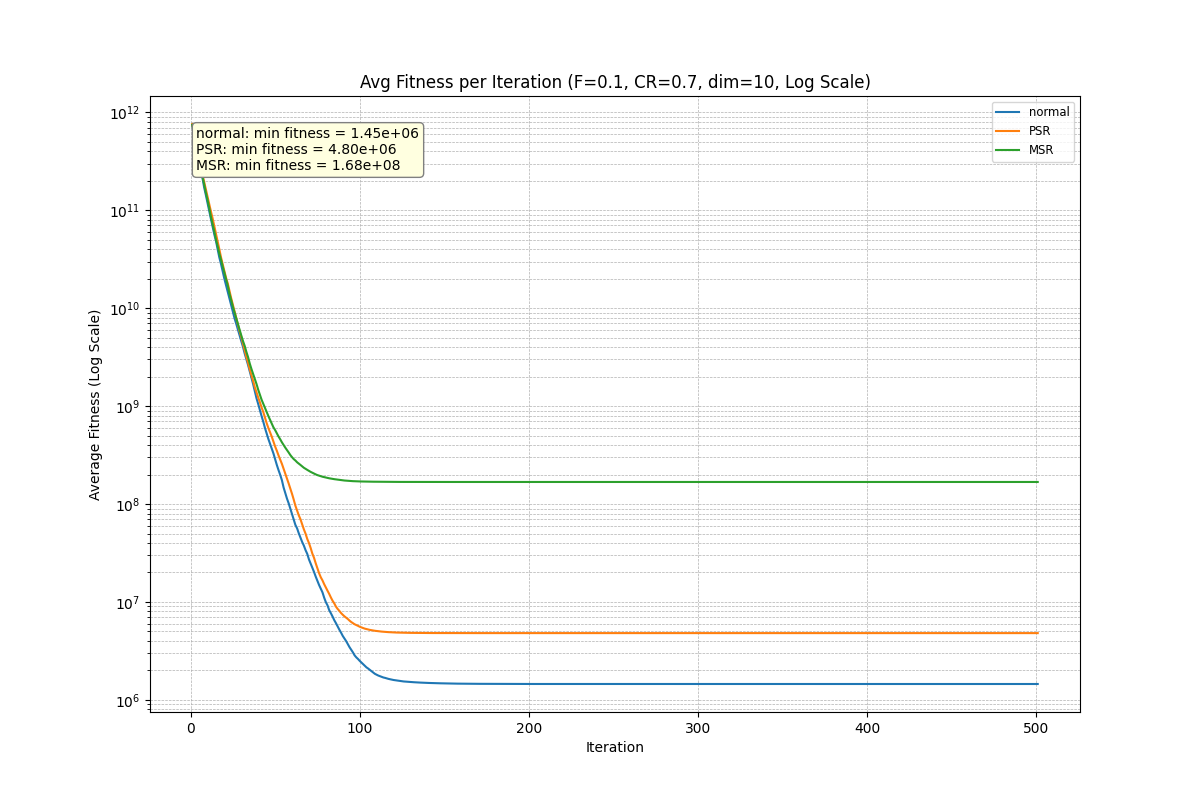 Avg Fitness per Iteration (F=0.1, CR=0.7, dim=10, Log Scale)
normal: min fitness = 1.45e+06
PSR: min fitness = 4.80e+06
MSR: min fitness = 1.68e+08
normal
PSR
MSR
Average Fitness (Log Scale)
10¹²
10¹¹
10¹⁰
10⁹
10⁸
10⁷
10⁶
0
100
200
300
400
500
Iteration